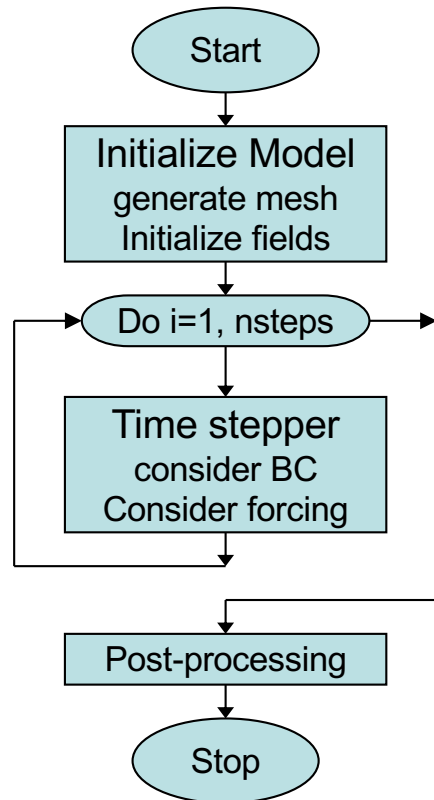 Start
Initialize Model
generate mesh
Initialize fields
Do i=1, nsteps
Time stepper
consider BC
Consider forcing
Post-processing
Stop